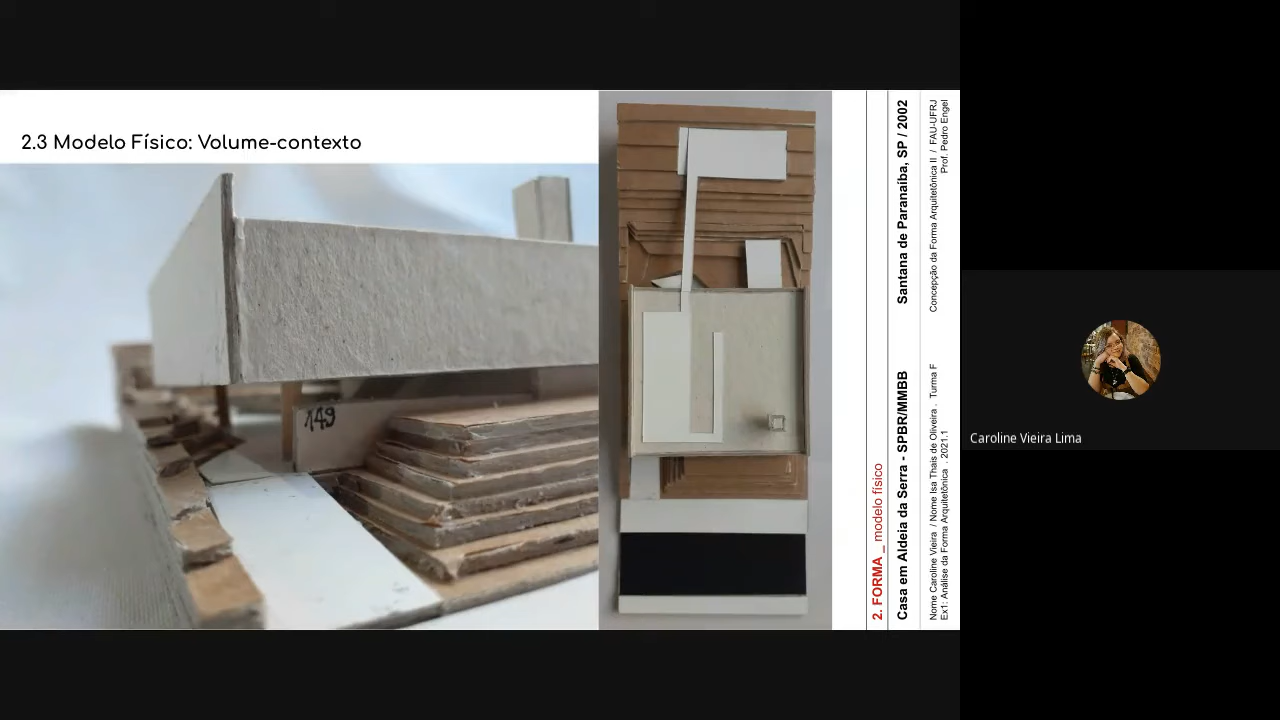 2.3 Modelo Físico: Volume-contexto
149
2. FORMA _ modelo físico
Casa em Aldeia da Serra - SPBR/MMBB
Santana de Paranaíba, SP / 2002
Nome Caroline Vieira / Nome Isa Thais de Oliveira . Turma F
Ex1: Análise da Forma Arquitetônica . 2021.1
Concepção da Forma Arquitetônica II / FAU-UFRJ
Prof. Pedro Engel
Caroline Vieira Lima